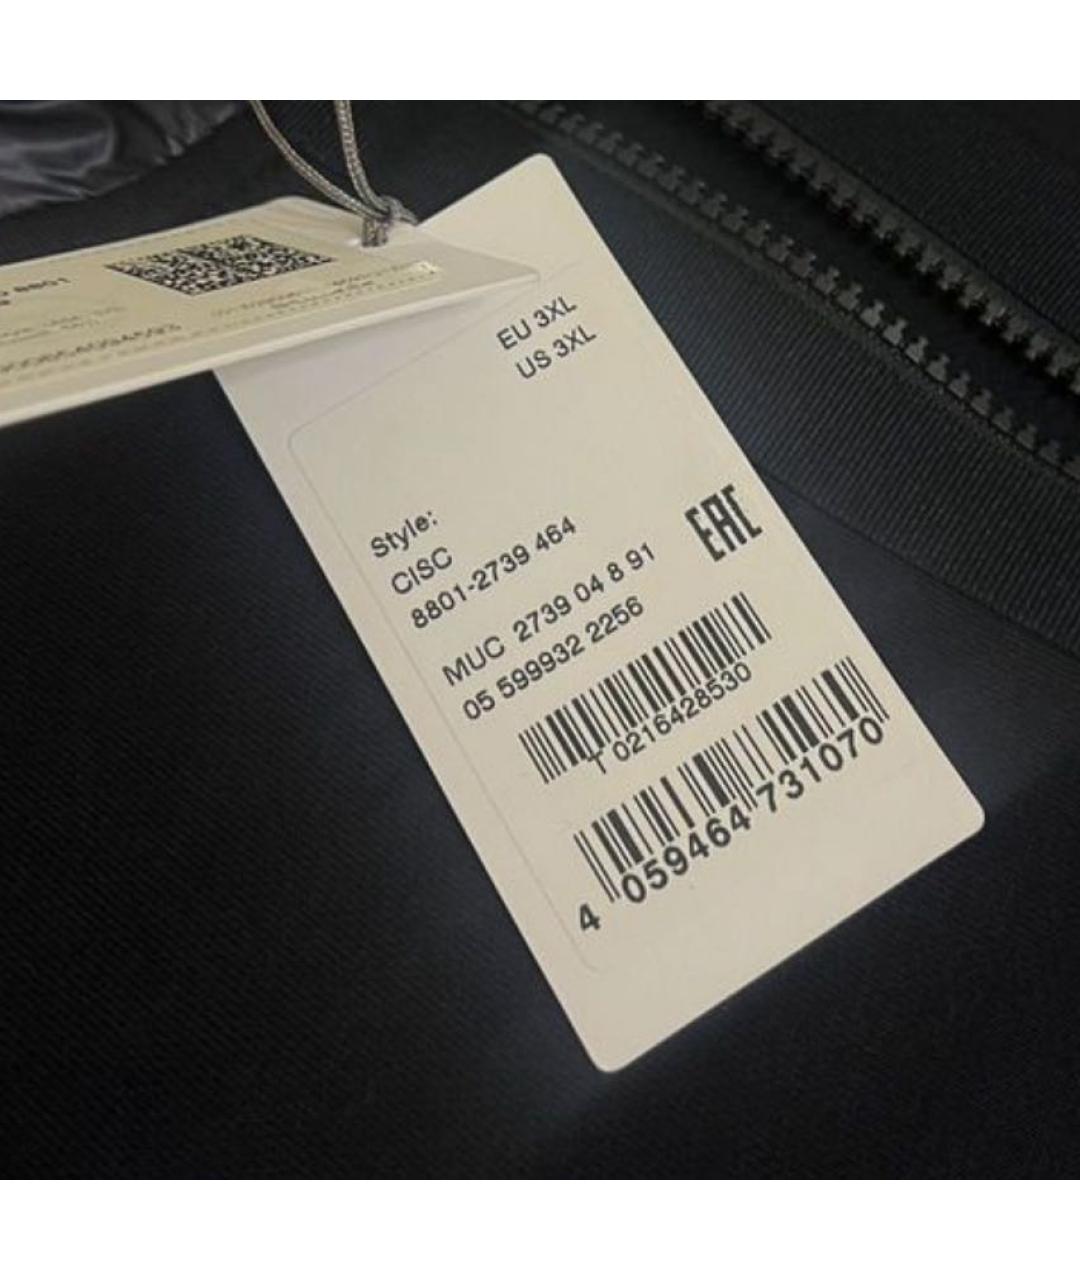 8801
EU 3XL
US 3XL
Style:
CISC
8801-2739 464
EAC
MUC 2739 04 8 91
05 599932 2256
T 0216428530
4 059464 731070